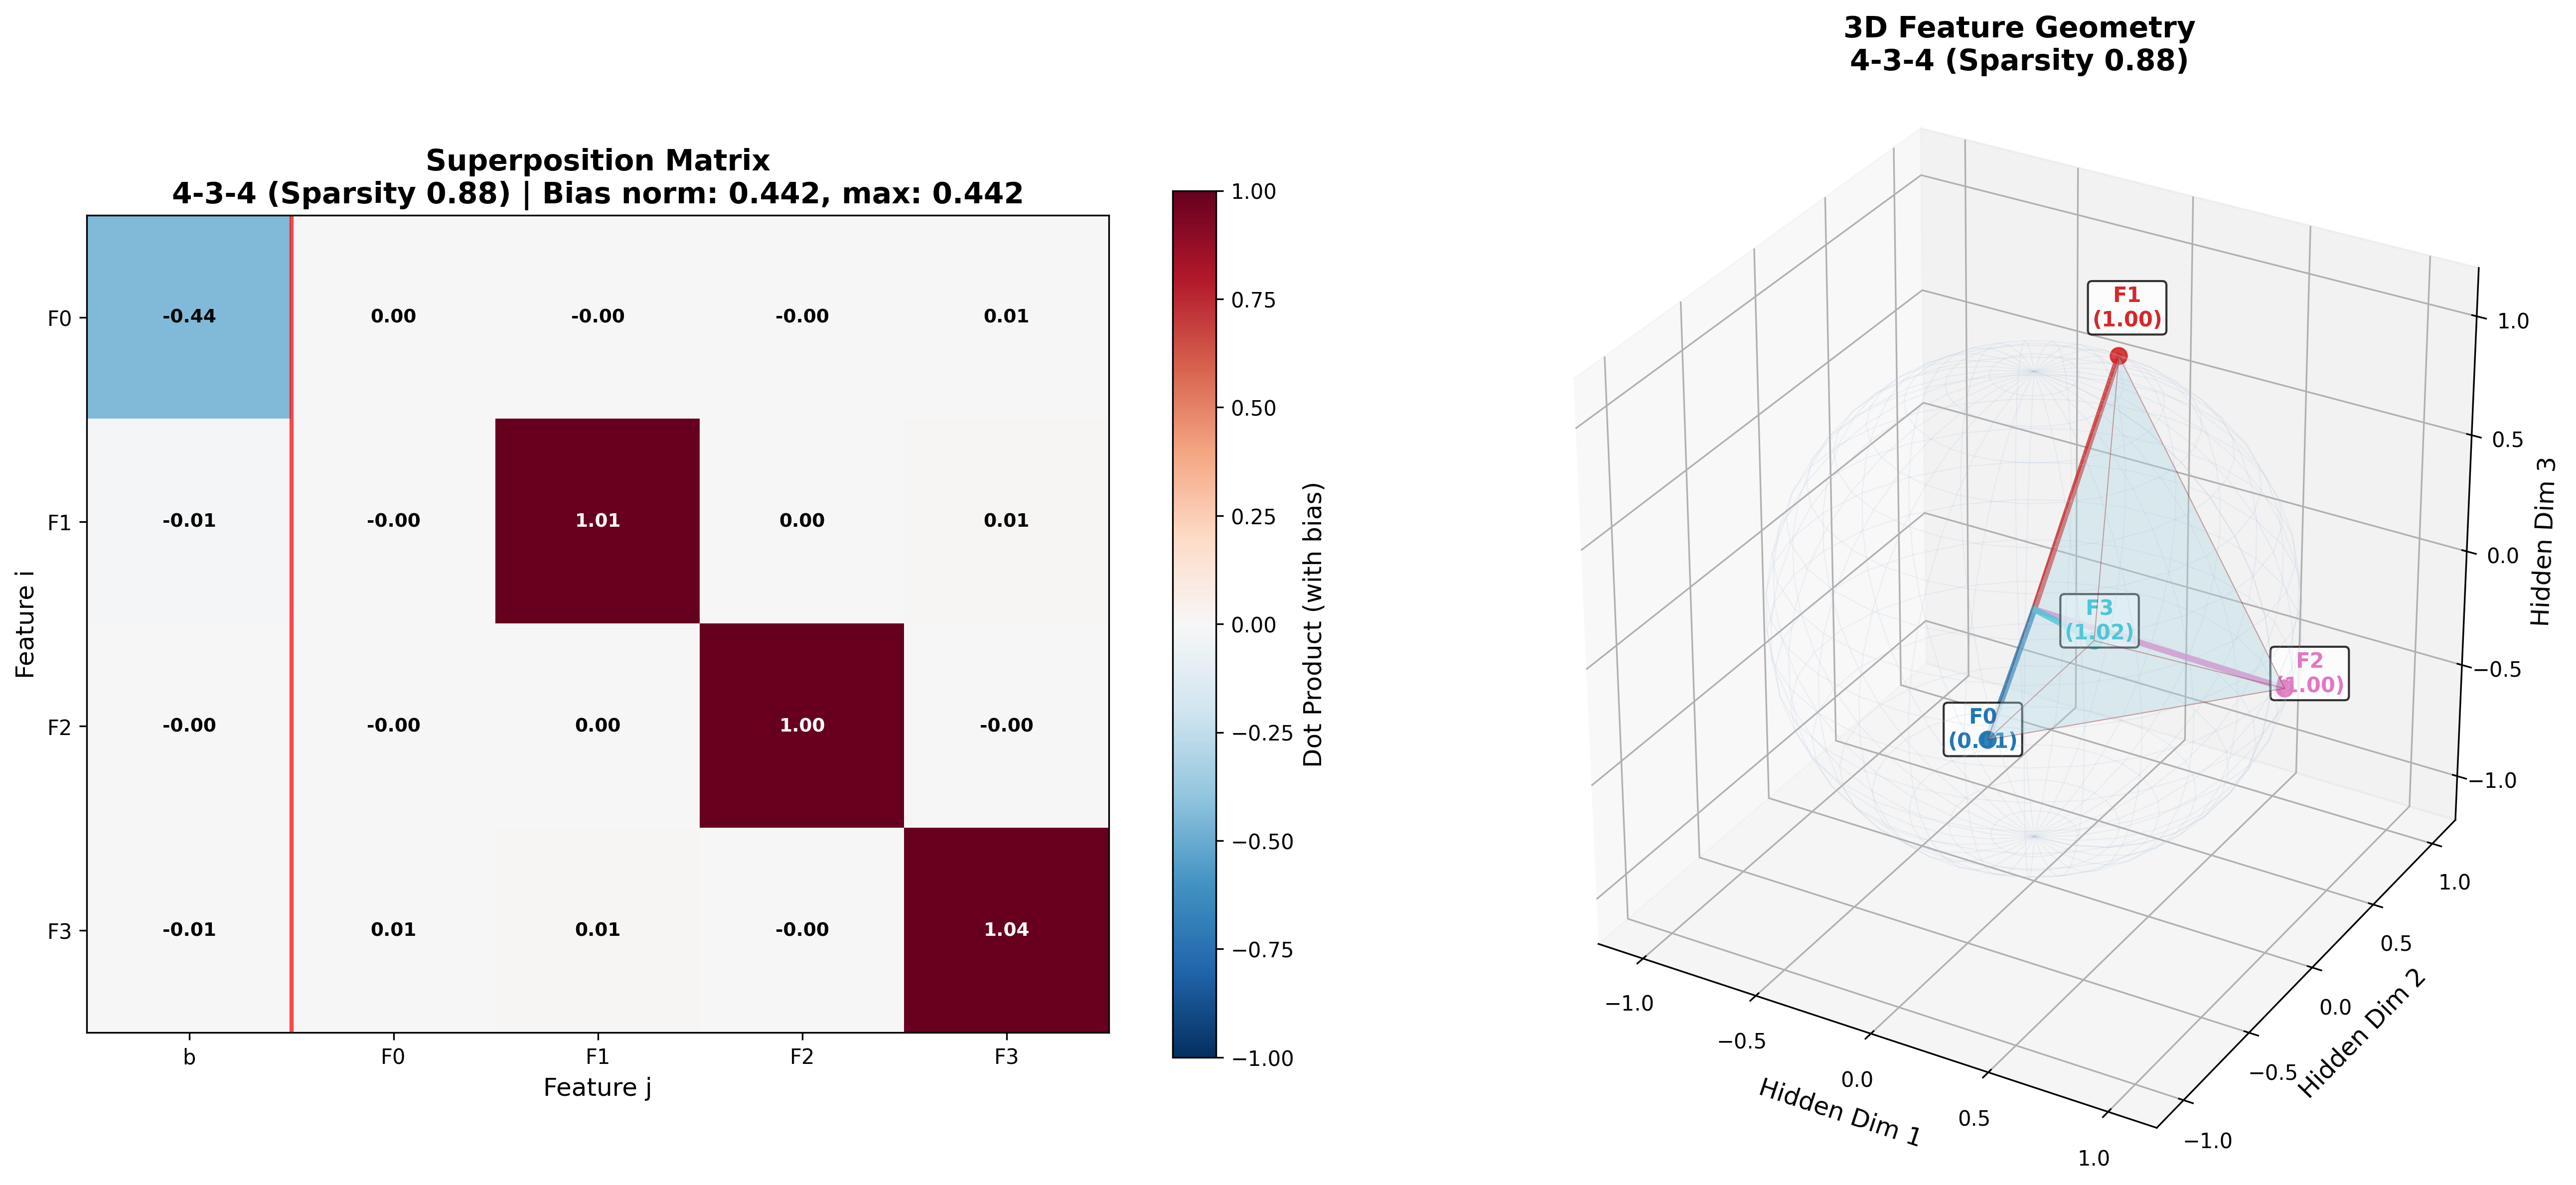 Superposition Matrix
4-3-4 (Sparsity 0.88) | Bias norm: 0.442, max: 0.442
F0
-0.44
0.00
-0.00
-0.00
0.01
F1
-0.01
-0.00
1.01
0.00
0.01
F2
-0.00
-0.00
0.00
1.00
-0.00
F3
-0.01
0.01
0.01
-0.00
1.04
b
F0
F1
F2
F3
Feature j
Feature i
1.00
0.75
0.50
0.25
0.00
−0.25
−0.50
−0.75
−1.00
Dot Product (with bias)
3D Feature Geometry
4-3-4 (Sparsity 0.88)
F1
(1.00)
F3
(1.02)
F2
(1.00)
F0
(0.01)
1.0
0.5
0.0
−0.5
−1.0
Hidden Dim 3
−1.0
−0.5
0.0
0.5
1.0
Hidden Dim 1
1.0
0.5
0.0
−0.5
−1.0
Hidden Dim 2